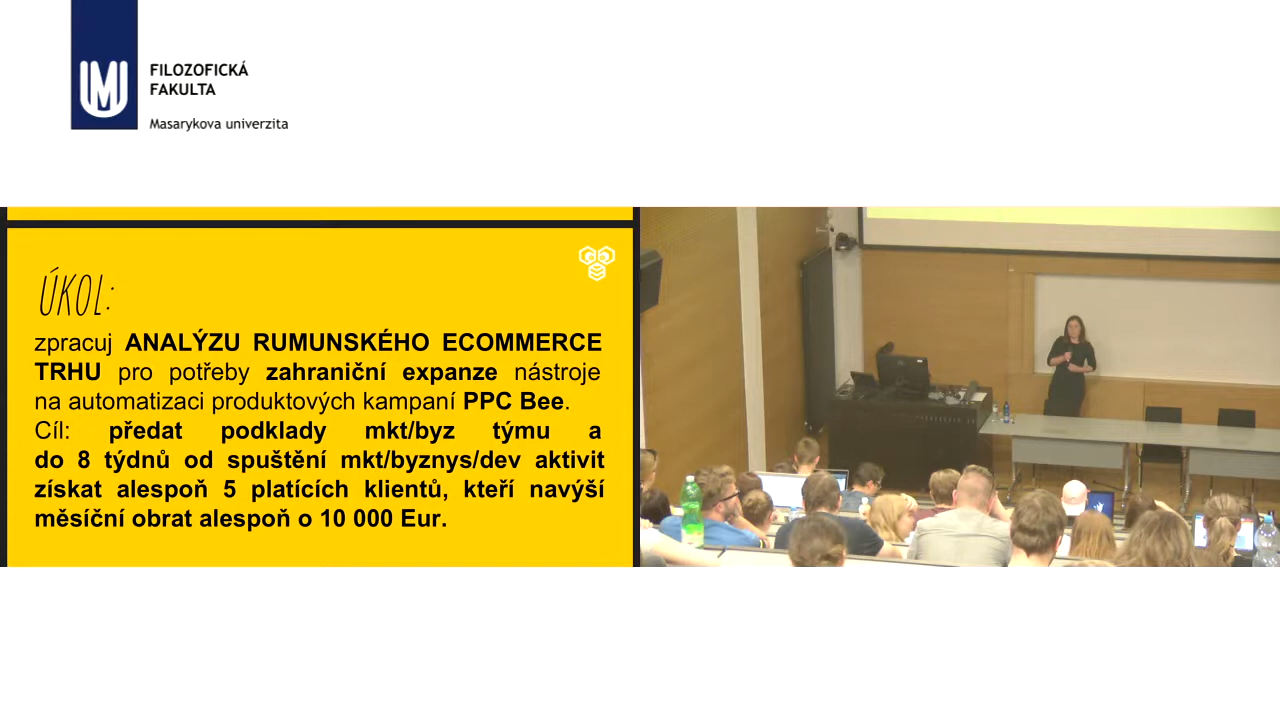 FILOZOFICKÁ
FAKULTA
Masarykova univerzita
ÚKOL:
zpracuj ANALÝZU RUMUNSKÉHO ECOMMERCE
TRHU pro potřeby zahraniční expanze nástroje
na automatizaci produktových kampaní PPC Bee.
Cíl: předat podklady mkt/byz týmu a
do 8 týdnů od spuštění mkt/byznys/dev aktivit
získat alespoň 5 platících klientů, kteří navýší
měsíční obrat alespoň o 10 000 Eur.